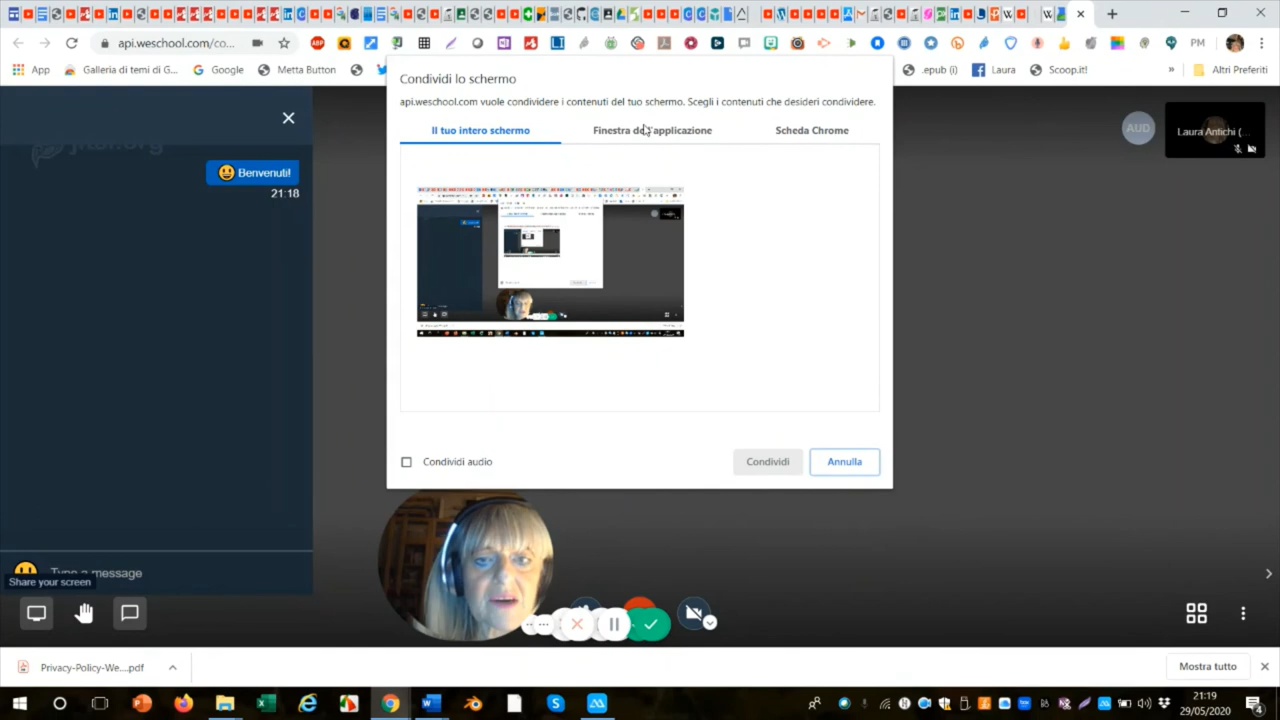 api.weschool.com/co...
PM
App
Galleria di temi di G...
Google
Metta Button
.epub (i)
Laura
Scoop.it!
»
Altri Preferiti
Condividi lo schermo
api.weschool.com vuole condividere i contenuti del tuo schermo. Scegli i contenuti che desideri condividere.
Il tuo intero schermo
Finestra dell'applicazione
Scheda Chrome
AUD
Laura Antichi (...
Benvenuti!
21:18
Condividi audio
Condividi
Annulla
Type a message
Share your screen
Privacy-Policy-We....pdf
Mostra tutto
21:19
29/05/2020
4